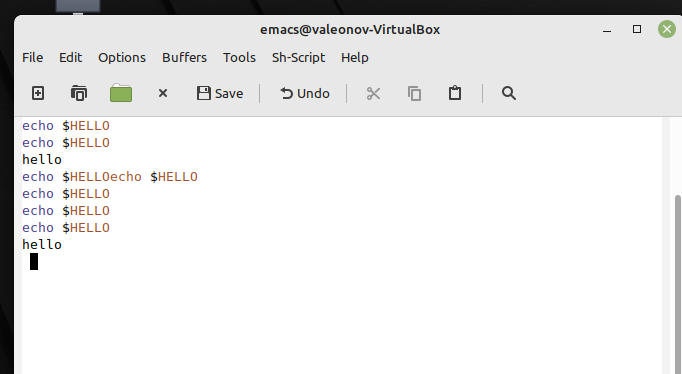 emacs@valeonov-VirtualBox
File Edit Options Buffers Tools Sh-Script Help
Save Undo
echo $HELLO
echo $HELLO
hello
echo $HELLOecho $HELLO
echo $HELLO
echo $HELLO
echo $HELLO
hello